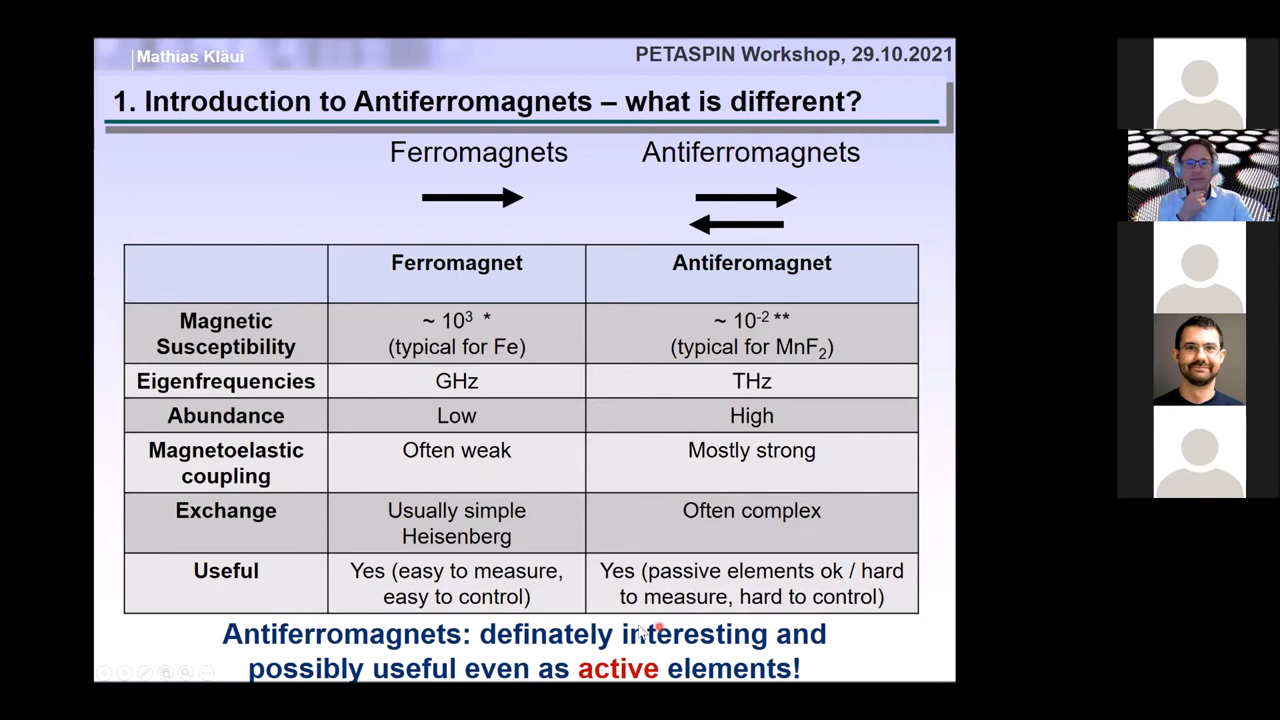 Mathias Kläui
PETASPIN Workshop, 29.10.2021
1. Introduction to Antiferromagnets – what is different?
Ferromagnets
Antiferromagnets
Ferromagnet
Antiferomagnet
Magnetic
Susceptibility
~ 10³ *
(typical for Fe)
~ 10⁻² **
(typical for MnF₂)
Eigenfrequencies
GHz
THz
Abundance
Low
High
Magnetoelastic
coupling
Often weak
Mostly strong
Exchange
Usually simple
Heisenberg
Often complex
Useful
Yes (easy to measure,
easy to control)
Yes (passive elements ok / hard
to measure, hard to control)
Antiferromagnets: definately interesting and
possibly useful even as active elements!